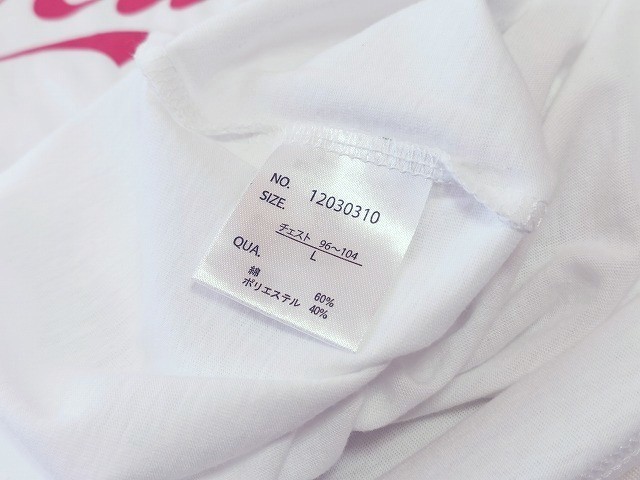 NO. 12030310
SIZE.
チェスト 96～104
L
QUA.
綿 60%
ポリエステル 40%